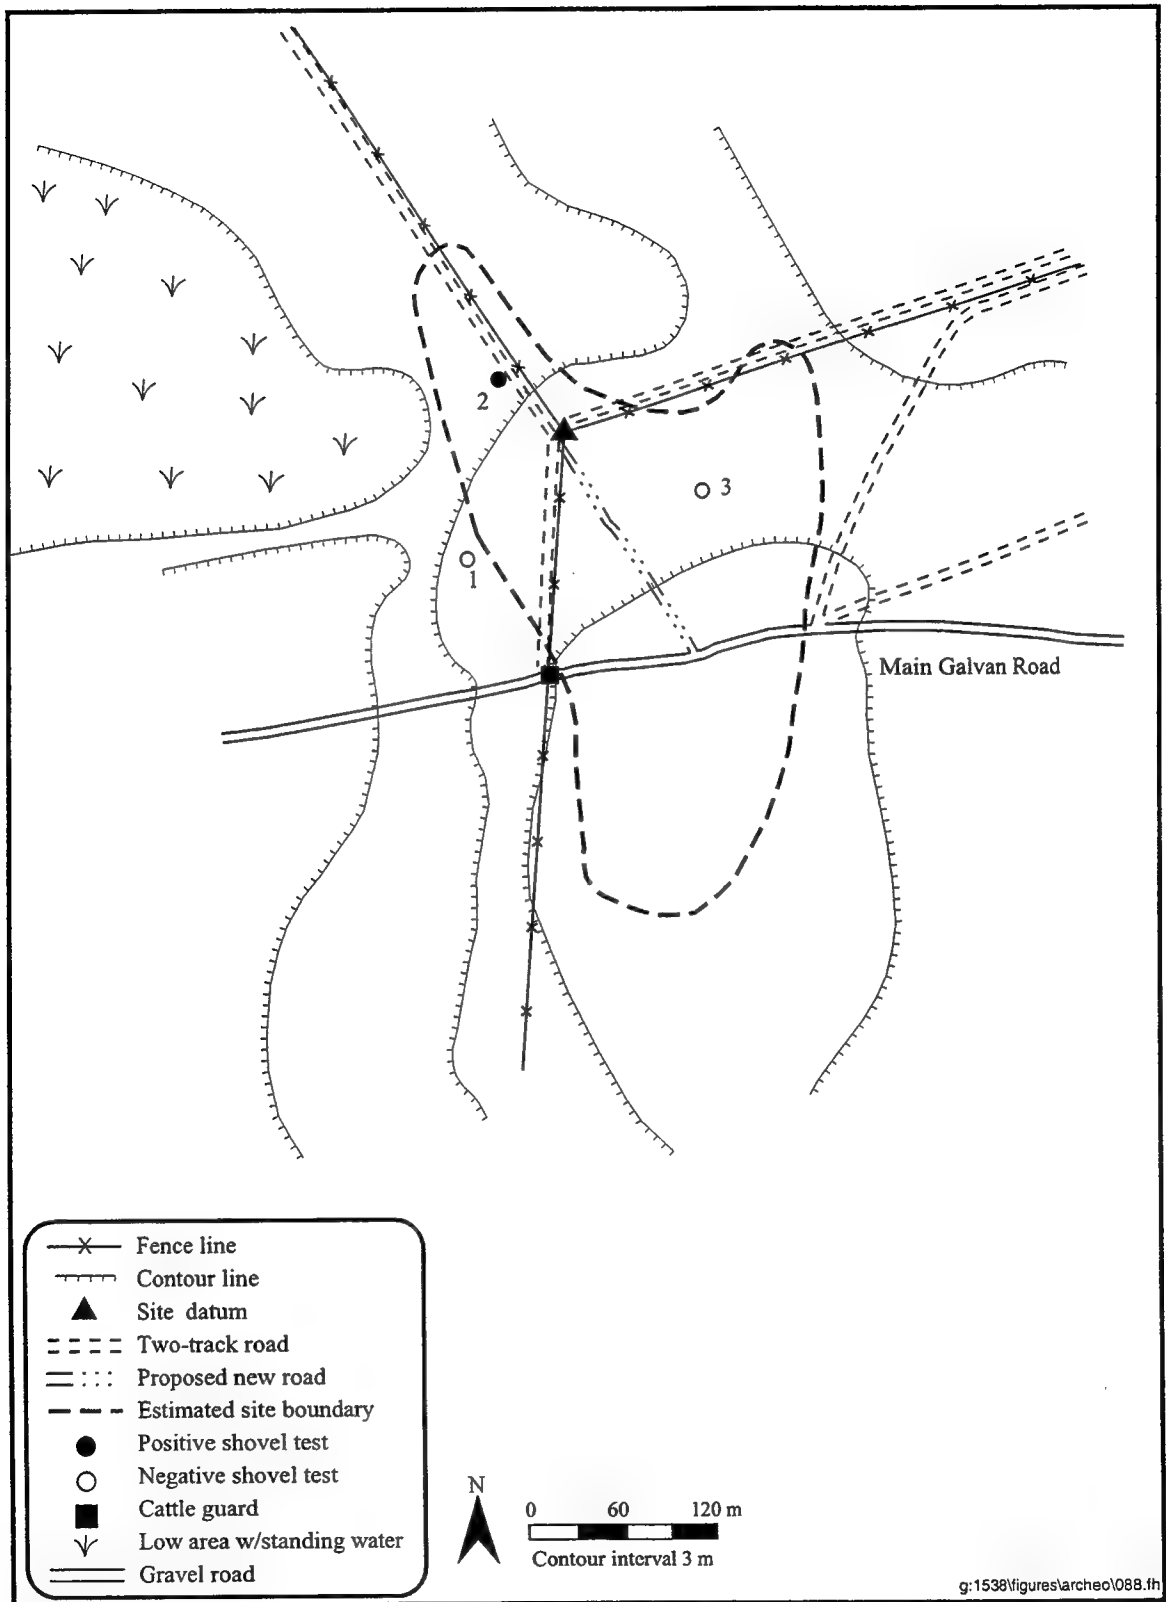 2
3
1
Main Galvan Road
Fence line
Contour line
Site datum
Two-track road
Proposed new road
Estimated site boundary
Positive shovel test
Negative shovel test
Cattle guard
Low area w/standing water
Gravel road
N
0 60 120 m
Contour interval 3 m
g:1538\figures\archeo\088.fh